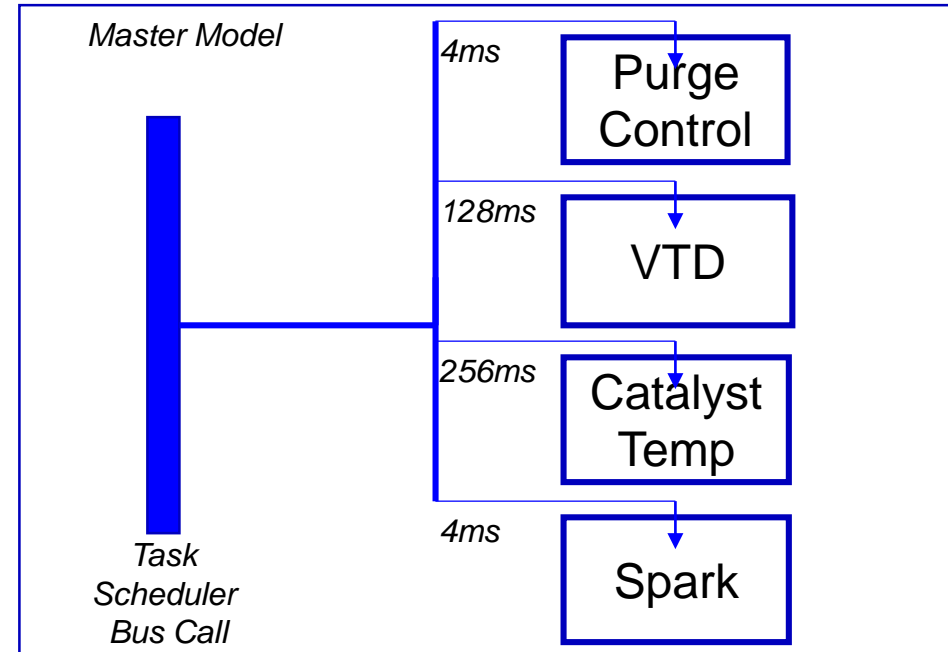 Master Model
4ms
Purge
Control
128ms
VTD
256ms
Catalyst
Temp
4ms
Spark
Task
Scheduler
Bus Call